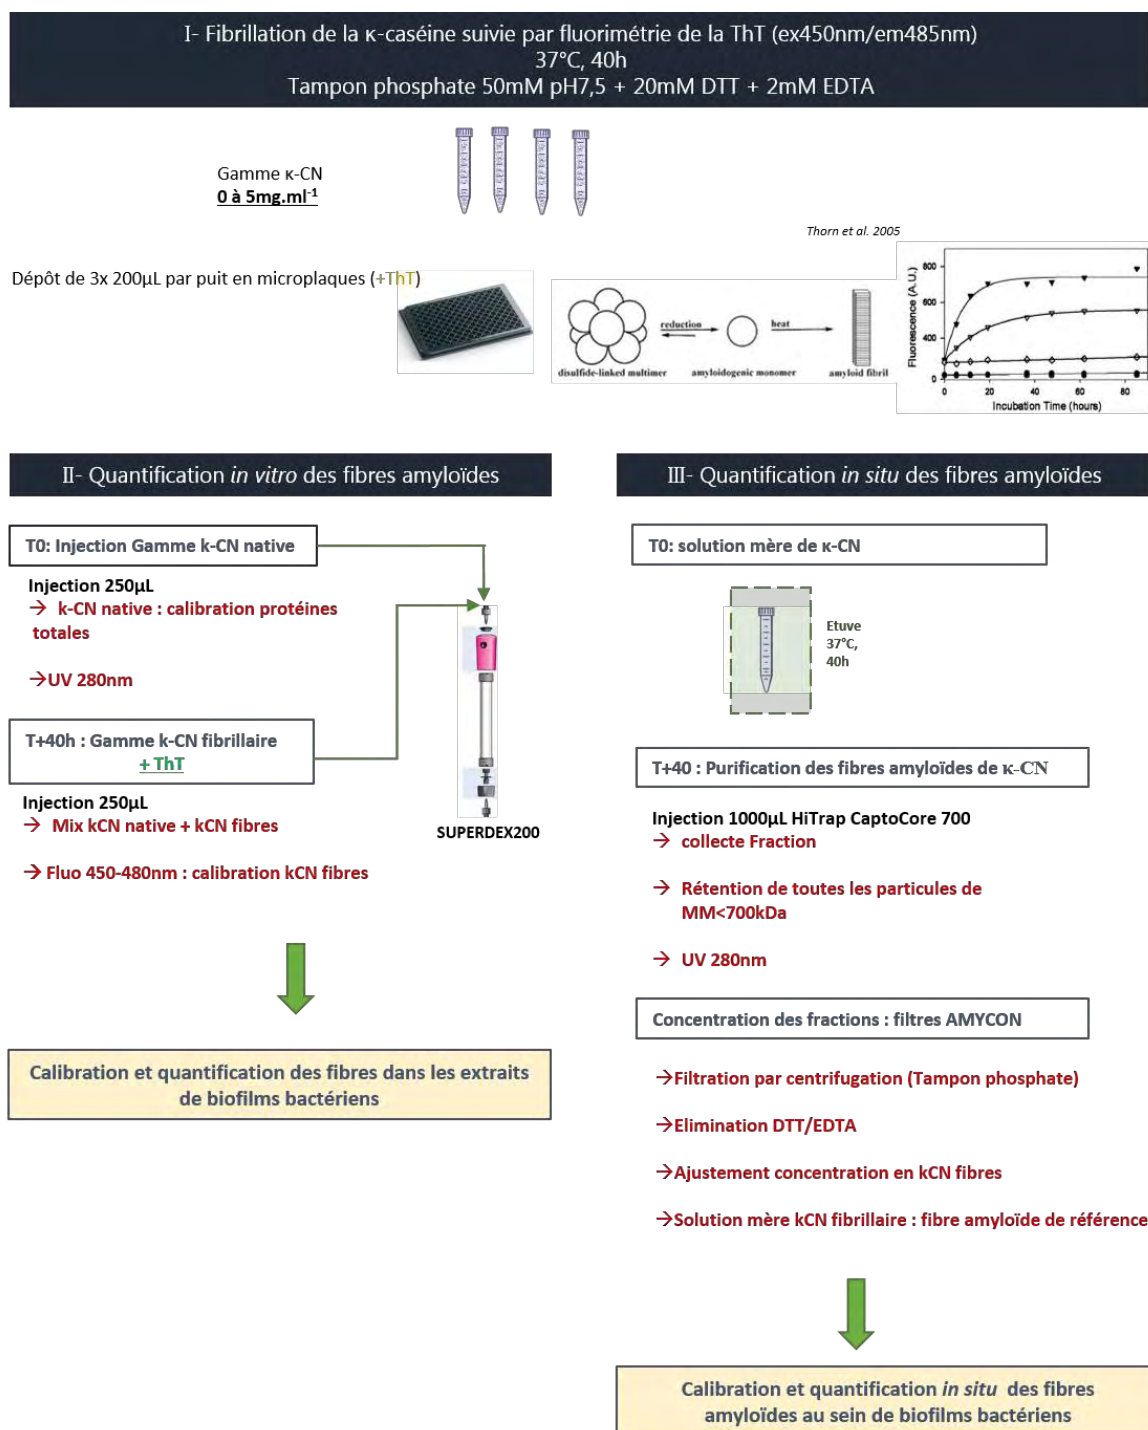 I- Fibrillation de la κ-caséine suivie par fluorimétrie de la ThT (ex450nm/em485nm)
37°C, 40h
Tampon phosphate 50mM pH7,5 + 20mM DTT + 2mM EDTA
Gamme κ-CN
0 à 5mg.ml-1
Thorn et al. 2005
Dépôt de 3x 200µL par puit en microplaques (+ThT)
reduction
heat
disulfide-linked multimer
amyloidogenic monomer
amyloid fibril
Fluorescence (A.U.)
800
600
400
0
0
20
40
60
80
Incubation Time (hours)
II- Quantification in vitro des fibres amyloïdes
T0: Injection Gamme k-CN native
Injection 250µL
→ k-CN native : calibration protéines
totales
→UV 280nm
T+40h : Gamme k-CN fibrillaire
+ ThT
Injection 250µL
→ Mix kCN native + kCN fibres
→ Fluo 450-480nm : calibration kCN fibres
SUPERDEX200
Calibration et quantification des fibres dans les extraits
de biofilms bactériens
III- Quantification in situ des fibres amyloïdes
T0: solution mère de κ-CN
Etuve
37°C,
40h
T+40 : Purification des fibres amyloïdes de κ-CN
Injection 1000µL HiTrap CaptoCore 700
→ collecte Fraction
→ Rétention de toutes les particules de
MM<700kDa
→ UV 280nm
Concentration des fractions : filtres AMYCON
→Filtration par centrifugation (Tampon phosphate)
→Elimination DTT/EDTA
→Ajustement concentration en kCN fibres
→Solution mère kCN fibrillaire : fibre amyloïde de référence
Calibration et quantification in situ des fibres
amyloïdes au sein de biofilms bactériens